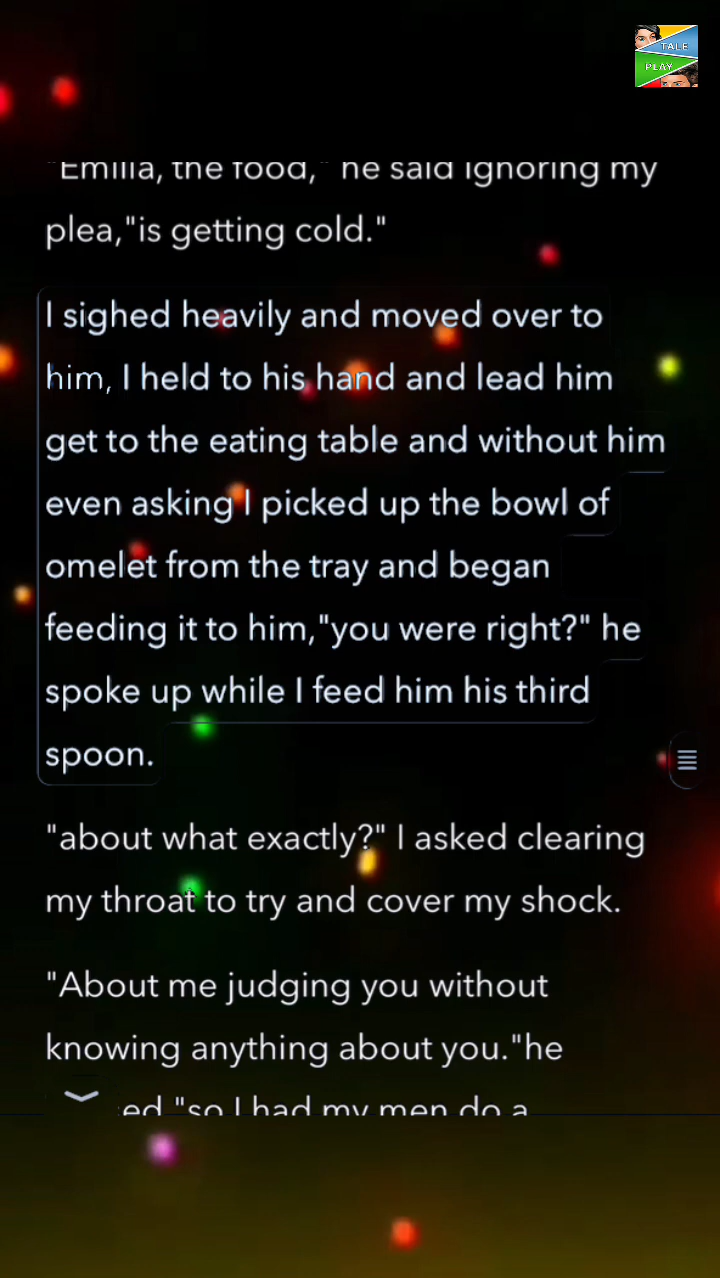 TALE
PLAY
"Emilia, the food," he said ignoring my
plea,"is getting cold."
I sighed heavily and moved over to
him, I held to his hand and lead him
get to the eating table and without him
even asking I picked up the bowl of
omelet from the tray and began
feeding it to him,"you were right?" he
spoke up while I feed him his third
spoon.
"about what exactly?" I asked clearing
my throat to try and cover my shock.
"About me judging you without
knowing anything about you."he
ed "so I had my men do a